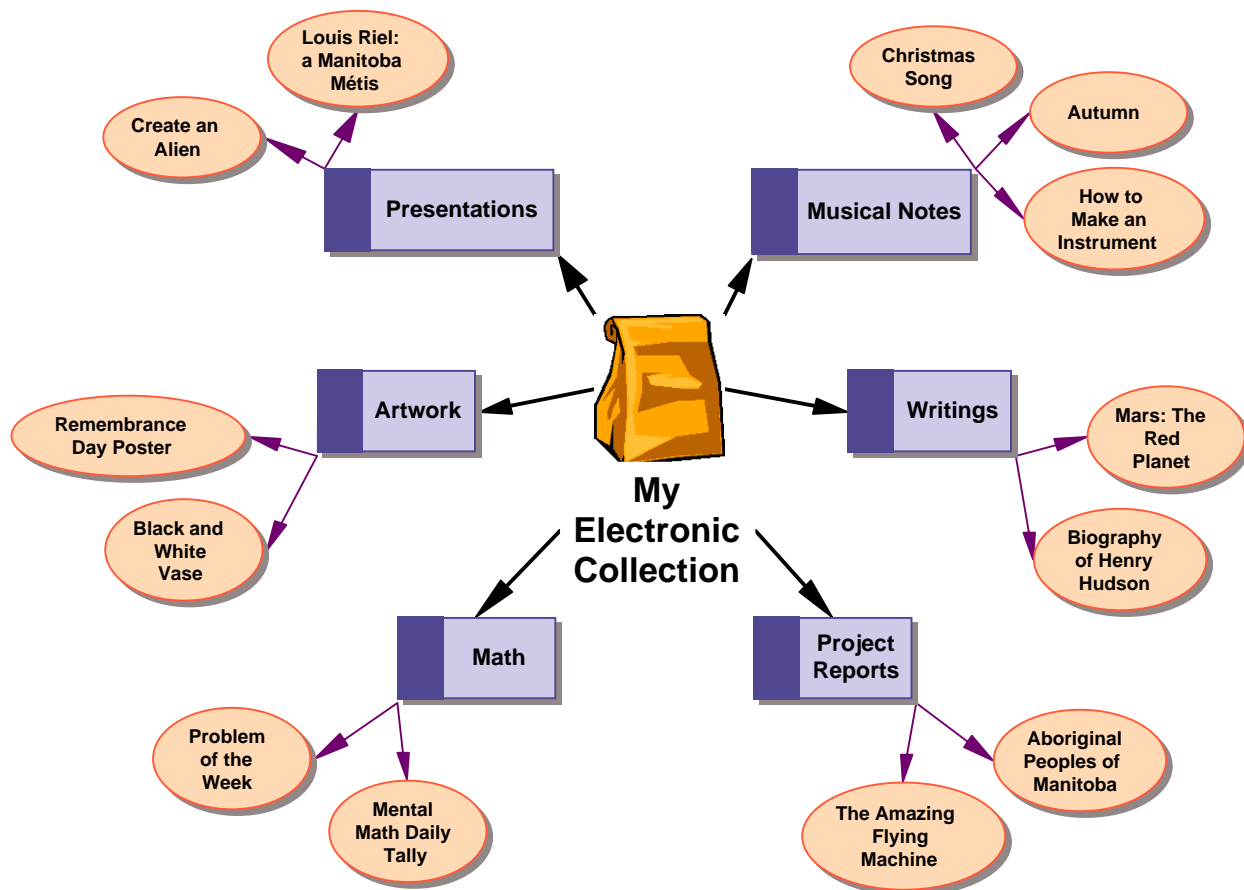 Louis Riel:
a Manitoba
Métis
Create an
Alien
Presentations
Christmas
Song
Autumn
How to
Make an
Instrument
Musical Notes
Artwork
Remembrance
Day Poster
Black and
White
Vase
Writings
Mars: The
Red
Planet
Biography
of Henry
Hudson
My
Electronic
Collection
Math
Problem
of the
Week
Mental
Math Daily
Tally
Project
Reports
Aboriginal
Peoples of
Manitoba
The Amazing
Flying
Machine